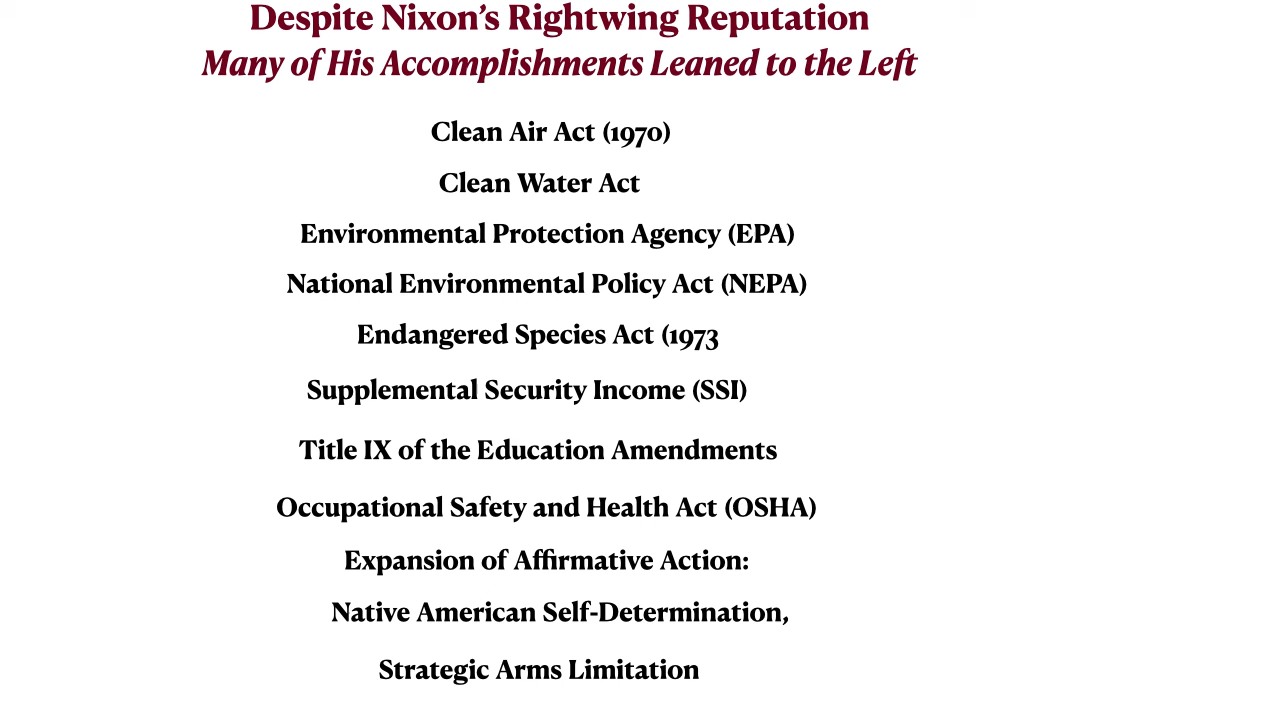 Despite Nixon’s Rightwing Reputation
Many of His Accomplishments Leaned to the Left
Clean Air Act (1970)
Clean Water Act
Environmental Protection Agency (EPA)
National Environmental Policy Act (NEPA)
Endangered Species Act (1973
Supplemental Security Income (SSI)
Title IX of the Education Amendments
Occupational Safety and Health Act (OSHA)
Expansion of Affirmative Action:
Native American Self-Determination,
Strategic Arms Limitation